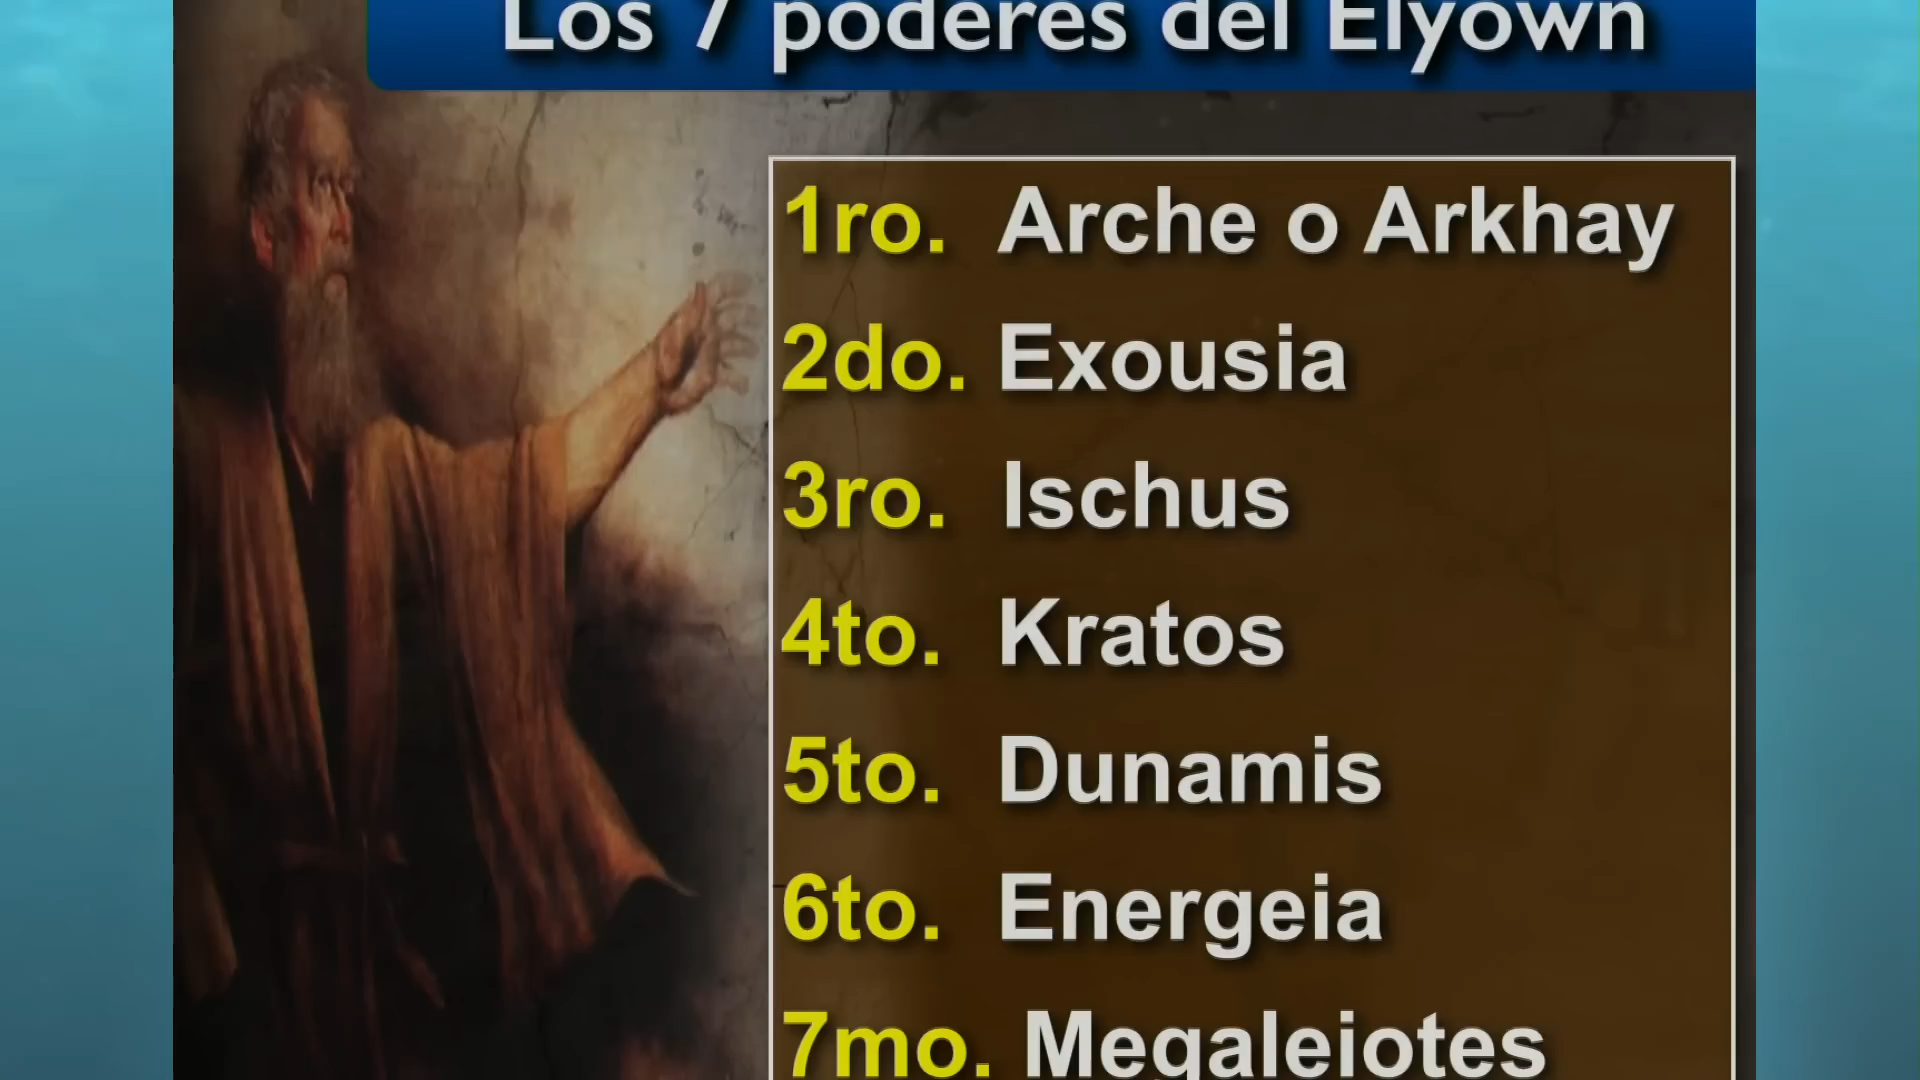 Los 7 poderes del Elyown
1ro. Arche o Arkhay
2do. Exousia
3ro. Ischus
4to. Kratos
5to. Dunamis
6to. Energeia
7mo. Megaleiotes